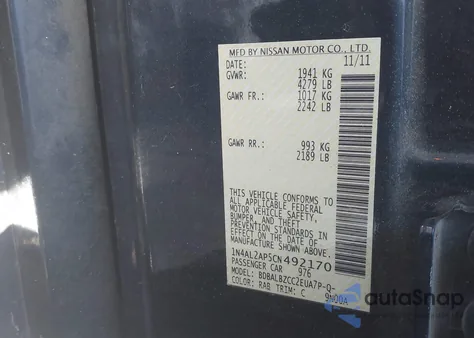 MFD BY NISSAN MOTOR CO., LTD.
DATE: 11/11
GVWR: 1941 KG
4279 LB
GAWR FR.: 1017 KG
2242 LB
GAWR RR.: 993 KG
2189 LB
THIS VEHICLE CONFORMS TO
ALL APPLICABLE FEDERAL
MOTOR VEHICLE SAFETY,
BUMPER, AND THEFT
PREVENTION STANDARDS IN
EFFECT ON THE DATE OF
MANUFACTURE SHOWN ABOVE.
1N4AL2AP5CN492170
PASSENGER CAR 976
MODEL: BDBALBZCC2EUA7P-Q-
COLOR: RAB TRIM: C 9N00A
autoSnap